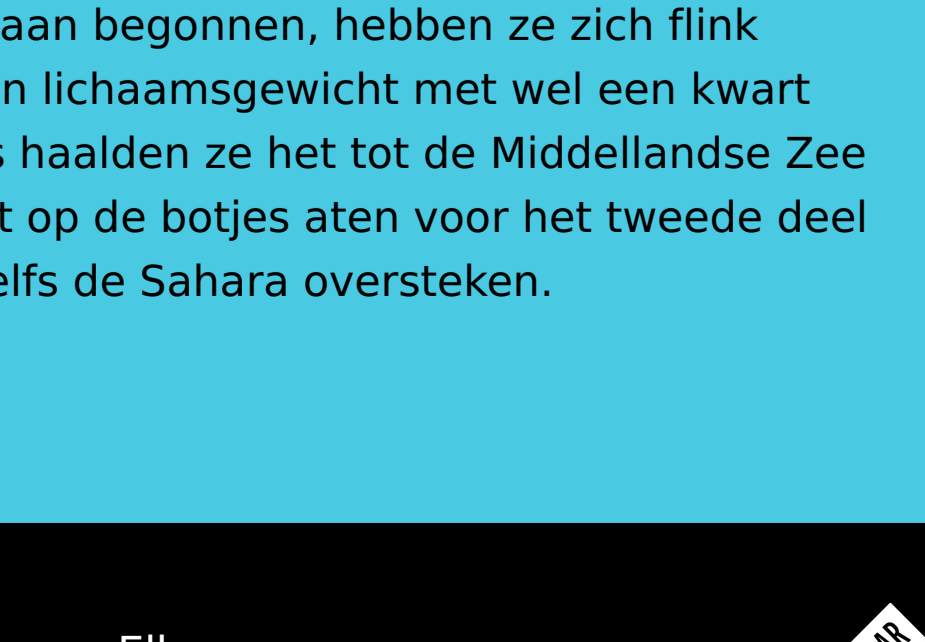 aan begonnen, hebben ze zich flink
n lichaamsgewicht met wel een kwart
s haalden ze het tot de Middellandse Zee
t op de botjes aten voor het tweede deel
elfs de Sahara oversteken.